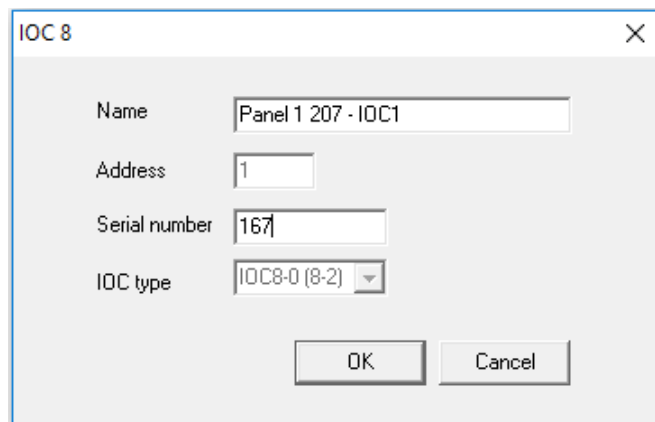 IOC 8
Name Panel 1 207 - IOC1
Address 1
Serial number 167
IOC type IOC8-0 (8-2)
OK Cancel